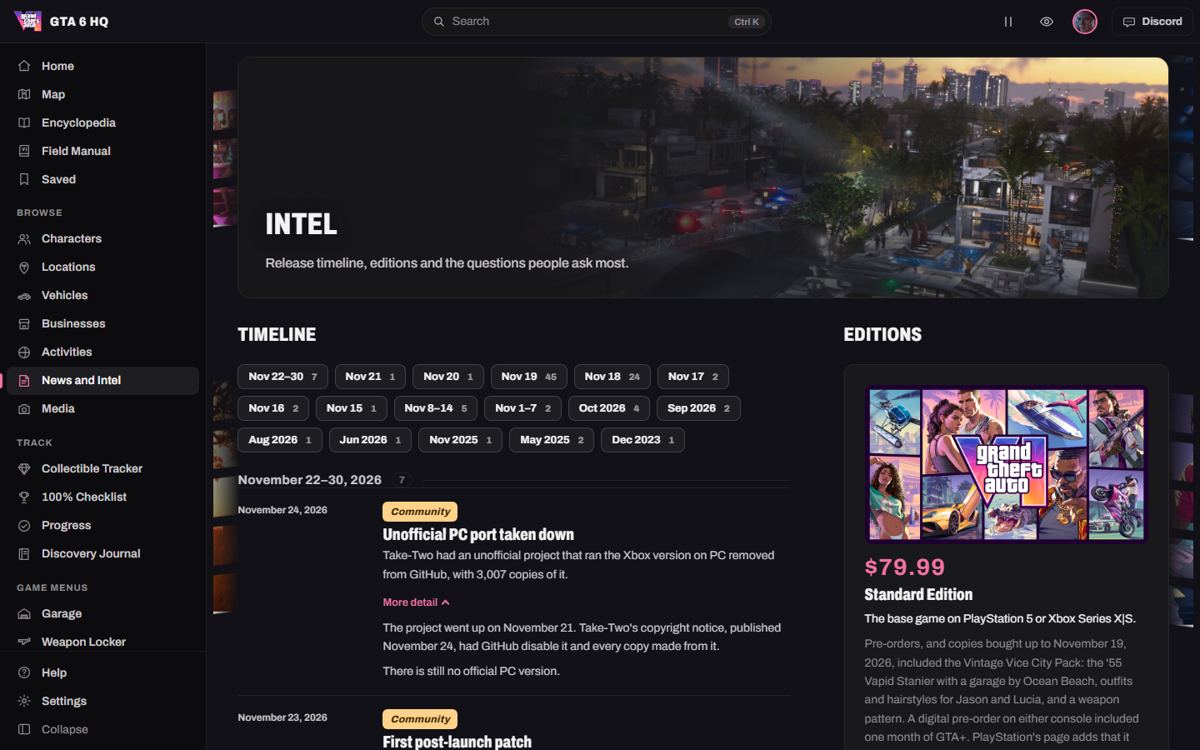 GTA 6 HQ
Search
Ctrl K
Discord
Home
Map
Encyclopedia
Field Manual
Saved
BROWSE
Characters
Locations
Vehicles
Businesses
Activities
News and Intel
Media
TRACK
Collectible Tracker
100% Checklist
Progress
Discovery Journal
GAME MENUS
Garage
Weapon Locker
Help
Settings
Collapse
INTEL
Release timeline, editions and the questions people ask most.
TIMELINE
Nov 22–30 7
Nov 21 1
Nov 20 1
Nov 19 45
Nov 18 24
Nov 17 2
Nov 16 2
Nov 15 1
Nov 8–14 5
Nov 1–7 2
Oct 2026 4
Sep 2026 2
Aug 2026 1
Jun 2026 1
Nov 2025 1
May 2025 2
Dec 2023 1
November 22–30, 2026 7
November 24, 2026
Community
Unofficial PC port taken down
Take-Two had an unofficial project that ran the Xbox version on PC removed
from GitHub, with 3,007 copies of it.
More detail
The project went up on November 21. Take-Two's copyright notice, published
November 24, had GitHub disable it and every copy made from it.
There is still no official PC version.
November 23, 2026
Community
First post-launch patch
EDITIONS
grand
theft
auto
$79.99
Standard Edition
The base game on PlayStation 5 or Xbox Series X|S.
Pre-orders, and copies bought up to November 19,
2026, included the Vintage Vice City Pack: the '55
Vapid Stanier with a garage by Ocean Beach, outfits
and hairstyles for Jason and Lucia, and a weapon
pattern. A digital pre-order on either console included
one month of GTA+. PlayStation's page adds that it